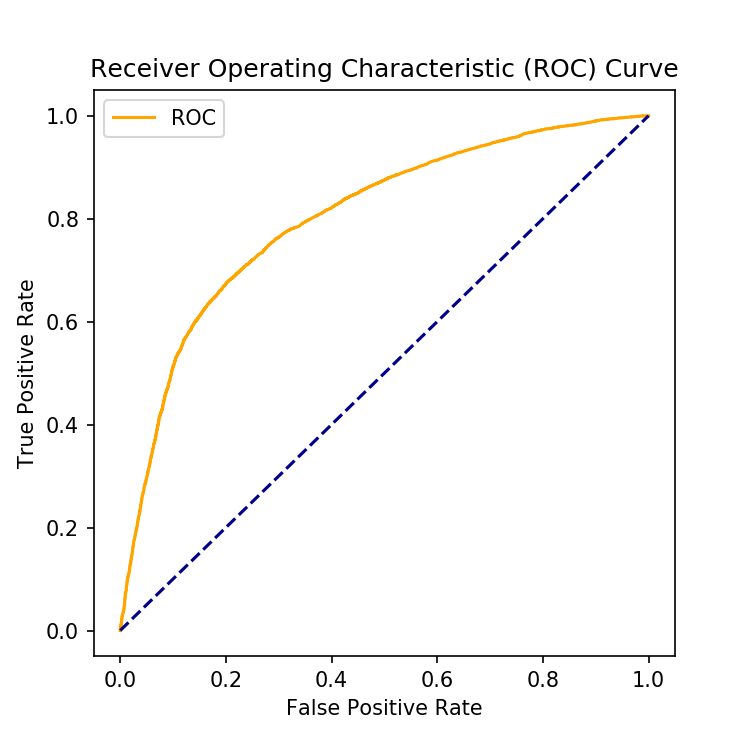 Receiver Operating Characteristic (ROC) Curve
ROC
1.0
0.8
0.6
0.4
0.2
0.0
True Positive Rate
0.0 0.2 0.4 0.6 0.8 1.0
False Positive Rate